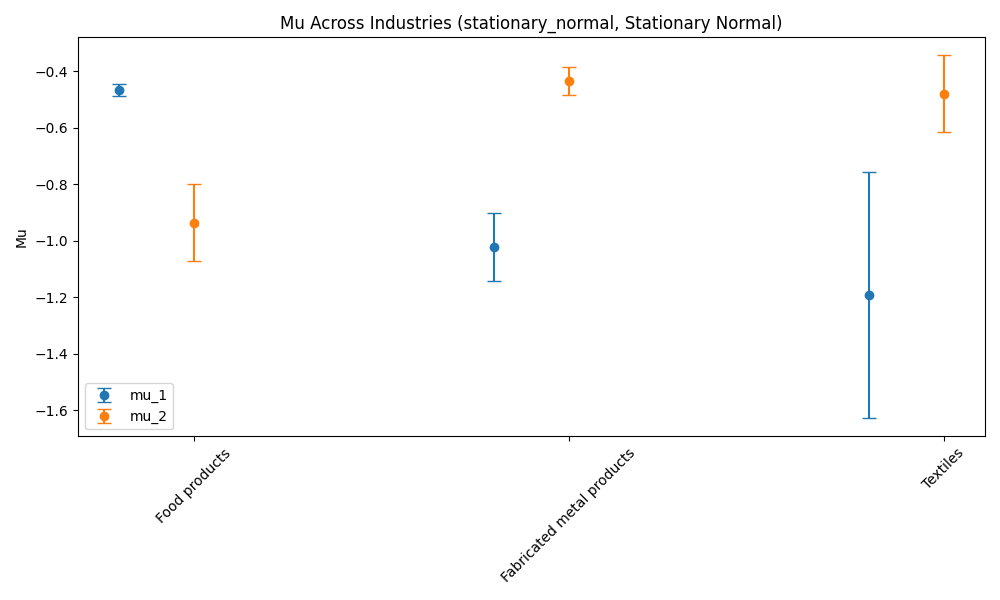 Mu Across Industries (stationary_normal, Stationary Normal)
Mu
−0.4
−0.6
−0.8
−1.0
−1.2
−1.4
−1.6
mu_1
mu_2
Food products
Fabricated metal products
Textiles